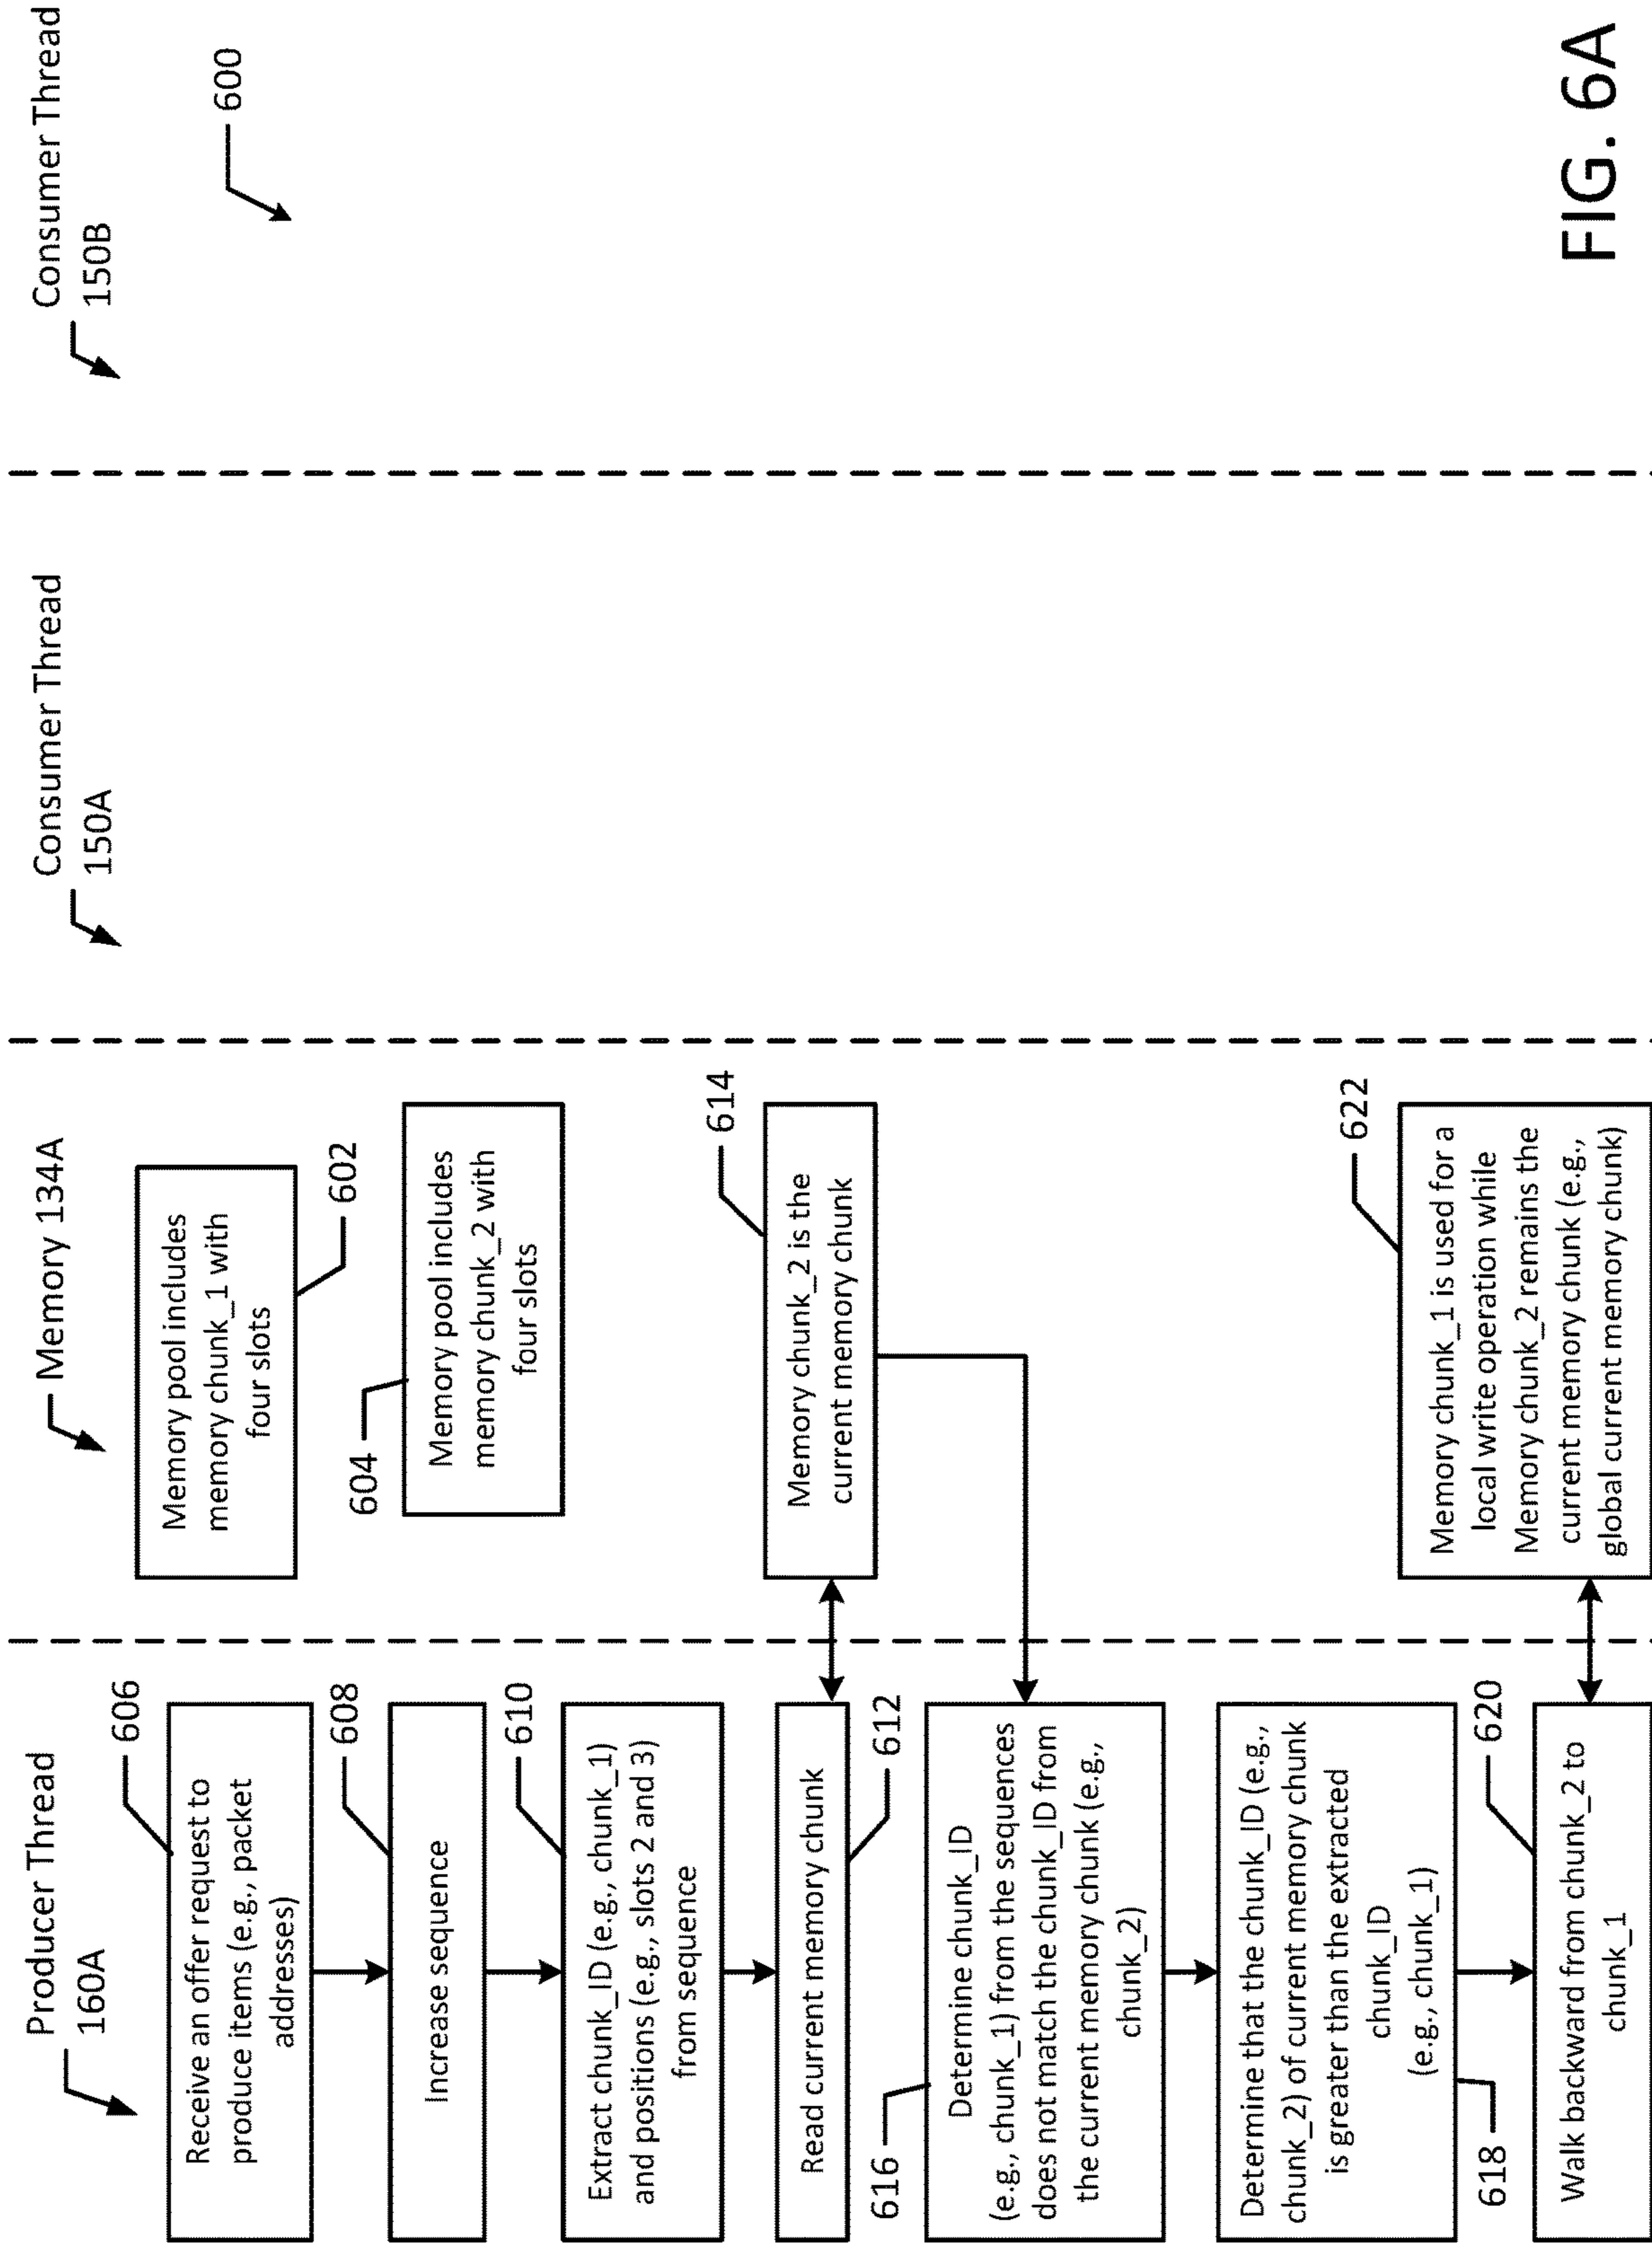 Producer Thread
160A
Memory 134A
Consumer Thread
150A
Consumer Thread
150B
600
Receive an offer request to
produce items (e.g., packet
addresses)
606
Memory pool includes
memory chunk_1 with
four slots
602
Increase sequence
608
604
Memory pool includes
memory chunk_2 with
four slots
Extract chunk_ID (e.g., chunk_1)
and positions (e.g., slots 2 and 3)
from sequence
610
Read current memory chunk
612
Memory chunk_2 is the
current memory chunk
614
616
Determine chunk_ID
(e.g., chunk_1) from the sequences
does not match the chunk_ID from
the current memory chunk (e.g.,
chunk_2)
Determine that the chunk_ID (e.g.,
chunk_2) of current memory chunk
is greater than the extracted
chunk_ID
(e.g., chunk_1)
618
Walk backward from chunk_2 to
chunk_1
620
Memory chunk_1 is used for a
local write operation while
Memory chunk_2 remains the
current memory chunk (e.g.,
global current memory chunk)
622
FIG. 6A